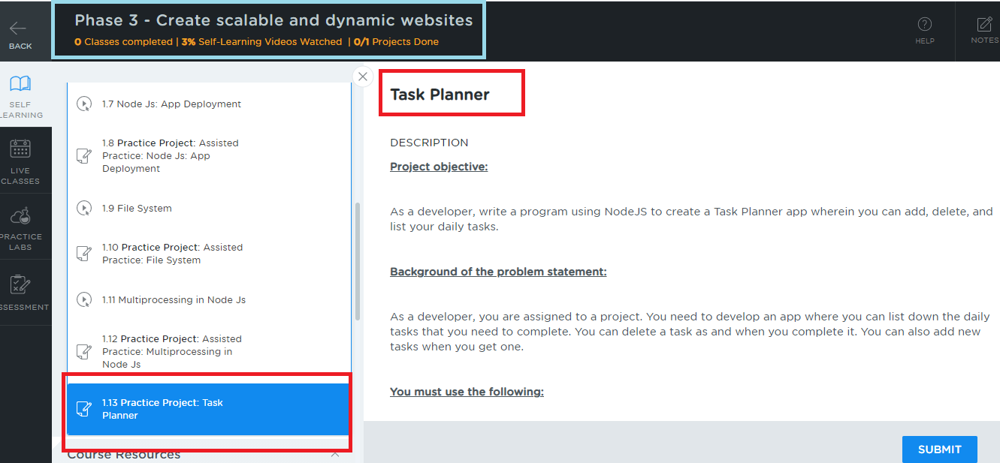 Phase 3 - Create scalable and dynamic websites
0 Classes completed | 3% Self-Learning Videos Watched | 0/1 Projects Done
BACK
HELP
NOTES
SELF
LEARNING
LIVE
CLASSES
PRACTICE
LABS
SSESSMENT
1.7 Node Js: App Deployment
1.8 Practice Project: Assisted
Practice: Node Js: App
Deployment
1.9 File System
1.10 Practice Project: Assisted
Practice: File System
1.11 Multiprocessing in Node Js
1.12 Practice Project: Assisted
Practice: Multiprocessing in
Node Js
1.13 Practice Project: Task
Planner
Course Resources
Task Planner
DESCRIPTION
Project objective:
As a developer, write a program using NodeJS to create a Task Planner app wherein you can add, delete, and
list your daily tasks.
Background of the problem statement:
As a developer, you are assigned to a project. You need to develop an app where you can list down the daily
tasks that you need to complete. You can delete a task as and when you complete it. You can also add new
tasks when you get one.
You must use the following:
SUBMIT